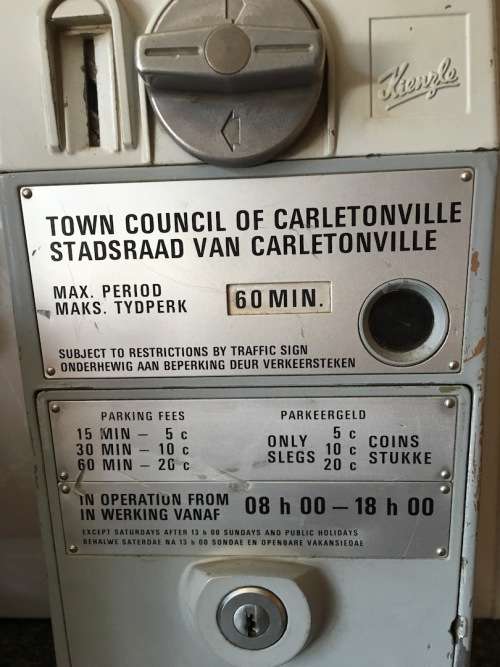 Kienzle
TOWN COUNCIL OF CARLETONVILLE
STADSRAAD VAN CARLETONVILLE
MAX. PERIOD
MAKS. TYDPERK
60 MIN.
SUBJECT TO RESTRICTIONS BY TRAFFIC SIGN
ONDERHEWIG AAN BEPERKING DEUR VERKEERSTEKEN
PARKING FEES
15 MIN – 5 c
30 MIN – 10 c
60 MIN – 20 c
PARKEERGELD
ONLY 5 c COINS
SLEGS 10 c STUKKE
20 c
IN OPERATION FROM
IN WERKING VANAF
08 h 00 – 18 h 00
EXCEPT SATURDAYS AFTER 13 h 00 SUNDAYS AND PUBLIC HOLIDAYS
BEHALWE SATERDAE NA 13 h 00 SONDAE EN OPENBARE VAKANSIEDAE